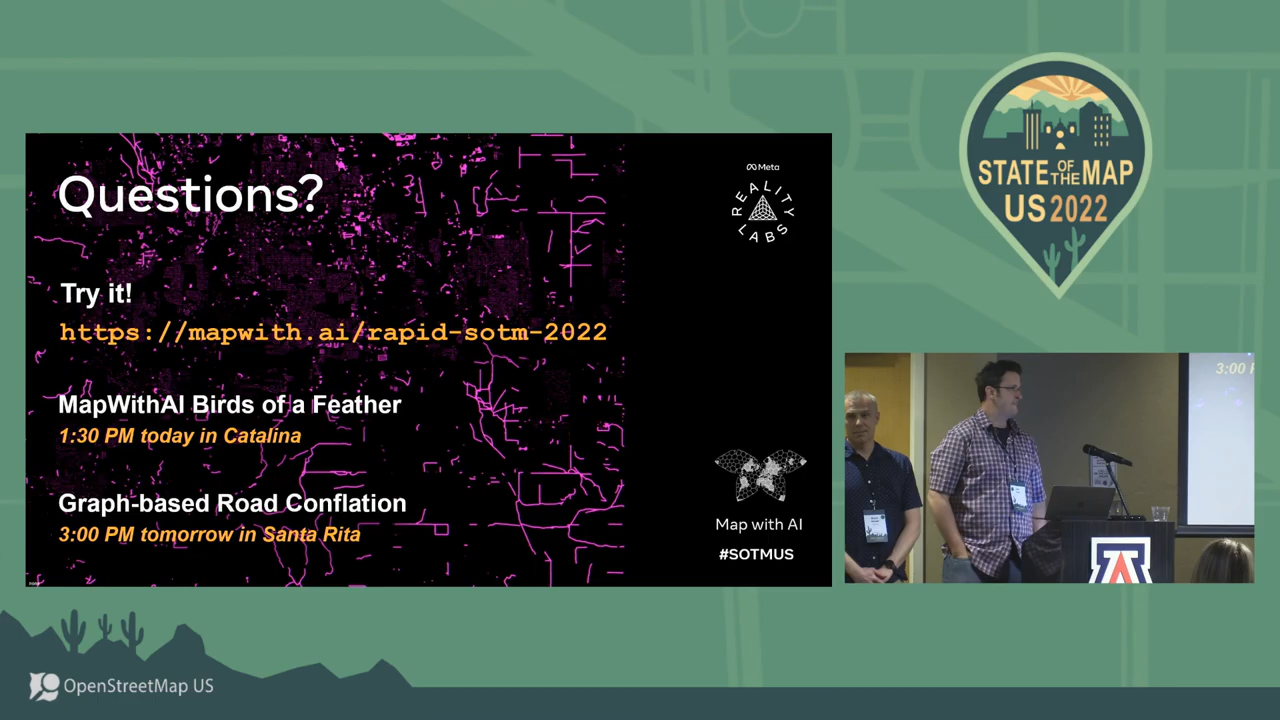 Questions?
Try it!
https://mapwith.ai/rapid-sotm-2022
MapWithAI Birds of a Feather
1:30 PM today in Catalina
Graph-based Road Conflation
3:00 PM tomorrow in Santa Rita
Meta
REALITY LABS
Map with AI
#SOTMUS
STATE OF THE MAP
US 2022
3:00
OpenStreetMap US